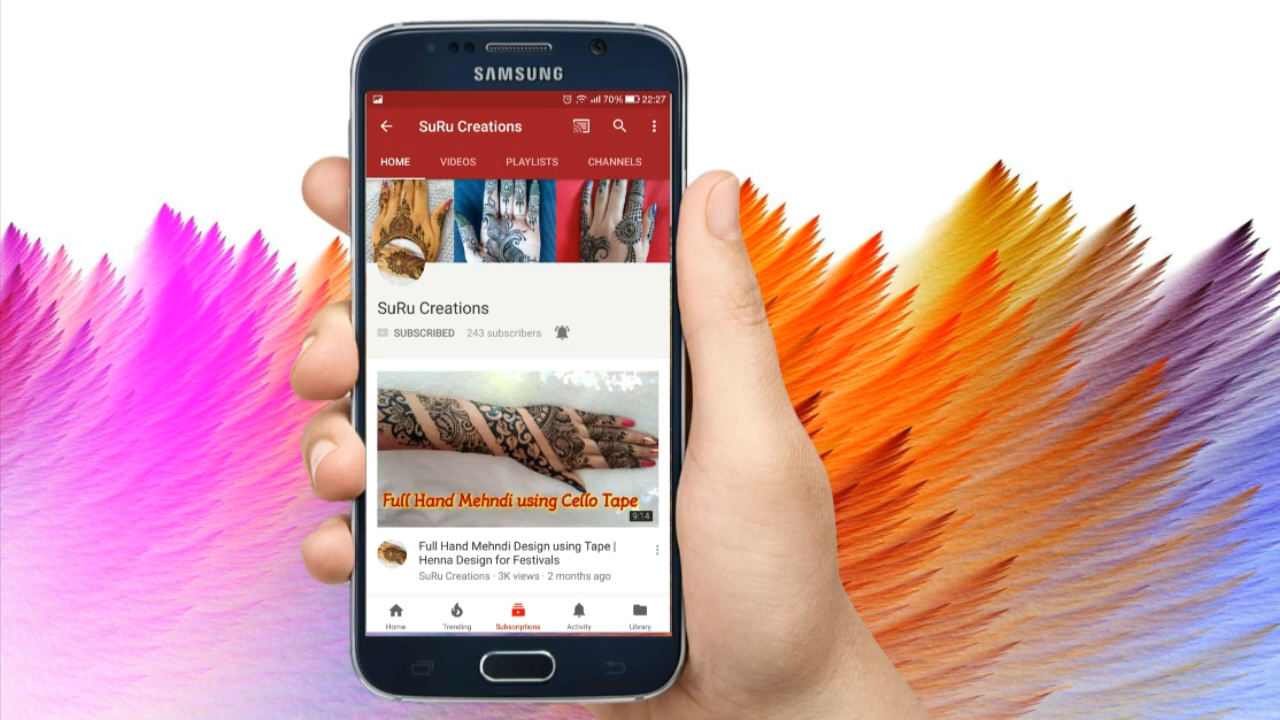 SAMSUNG
70% 22:27
SuRu Creations
HOME VIDEOS PLAYLISTS CHANNELS
SuRu Creations
SUBSCRIBED 243 subscribers
Full Hand Mehndi using Cello Tape
9:14
Full Hand Mehndi Design using Tape |
Henna Design for Festivals
SuRu Creations · 3K views · 2 months ago
Home Trending Subscriptions Activity Library